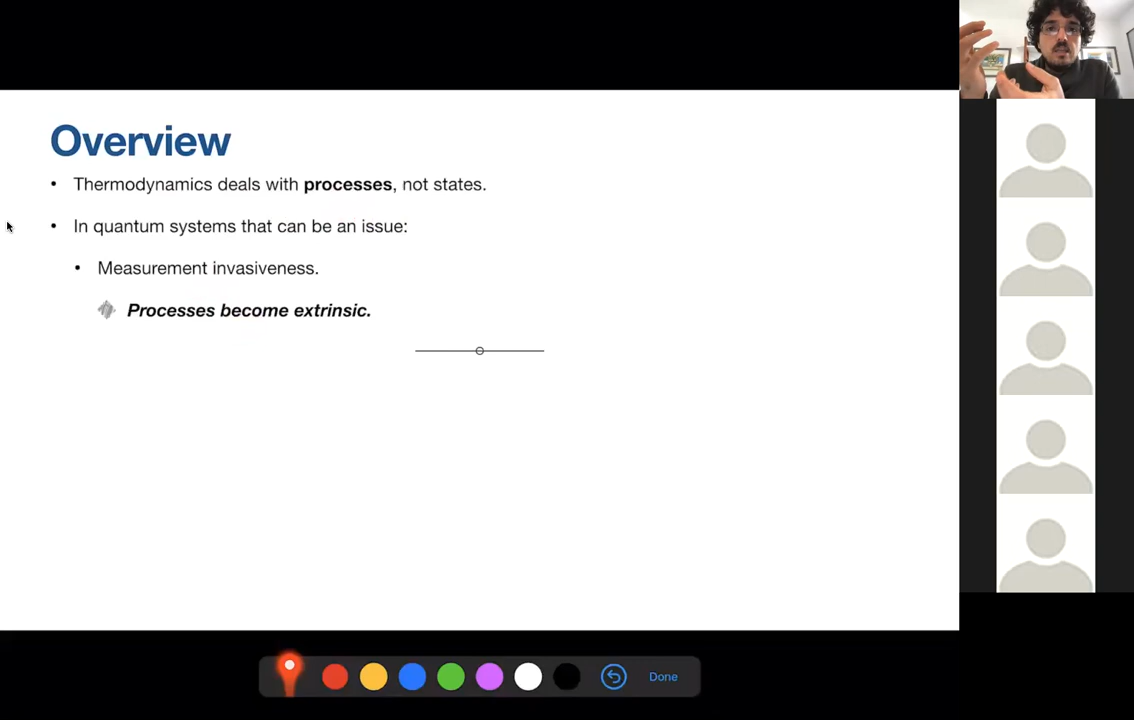 Overview
• Thermodynamics deals with processes, not states.
• In quantum systems that can be an issue:
• Measurement invasiveness.
Processes become extrinsic.
Done